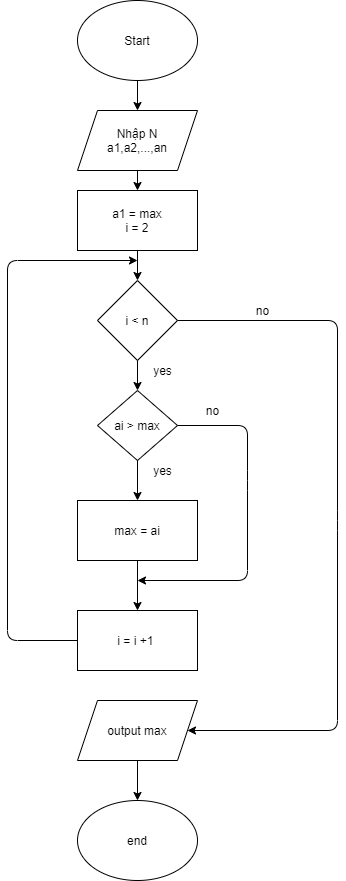 Start
Nhập N
a1,a2,...,an
a1 = max
i = 2
i < n
no
yes
ai > max
no
yes
max = ai
i = i +1
output max
end